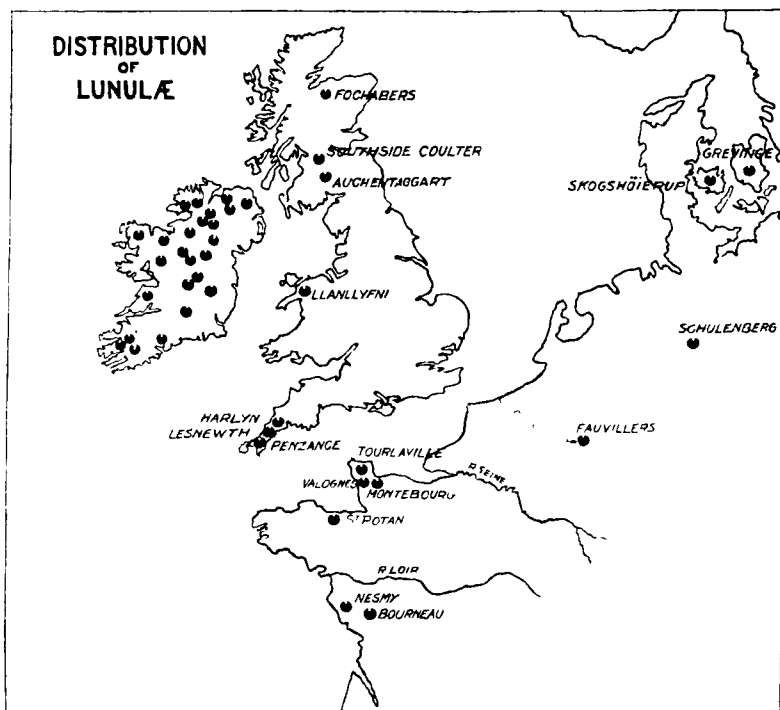 DISTRIBUTION
OF
LUNULÆ
FOCHABERS
SOUTHSIDE COULTER
AUCHENTAGGART
GREVINGE
SKOGSHÖIERUP
LLANLLYFNI
SCHULENBERG
HARLYN
LESNEWTH
PENZANCE
FAUVILLERS
TOURLAVILLE
VALOGNES
MONTEBOURG
R. SEINE
ST POTAN
R. LOIR
NESMY
BOURNEAU